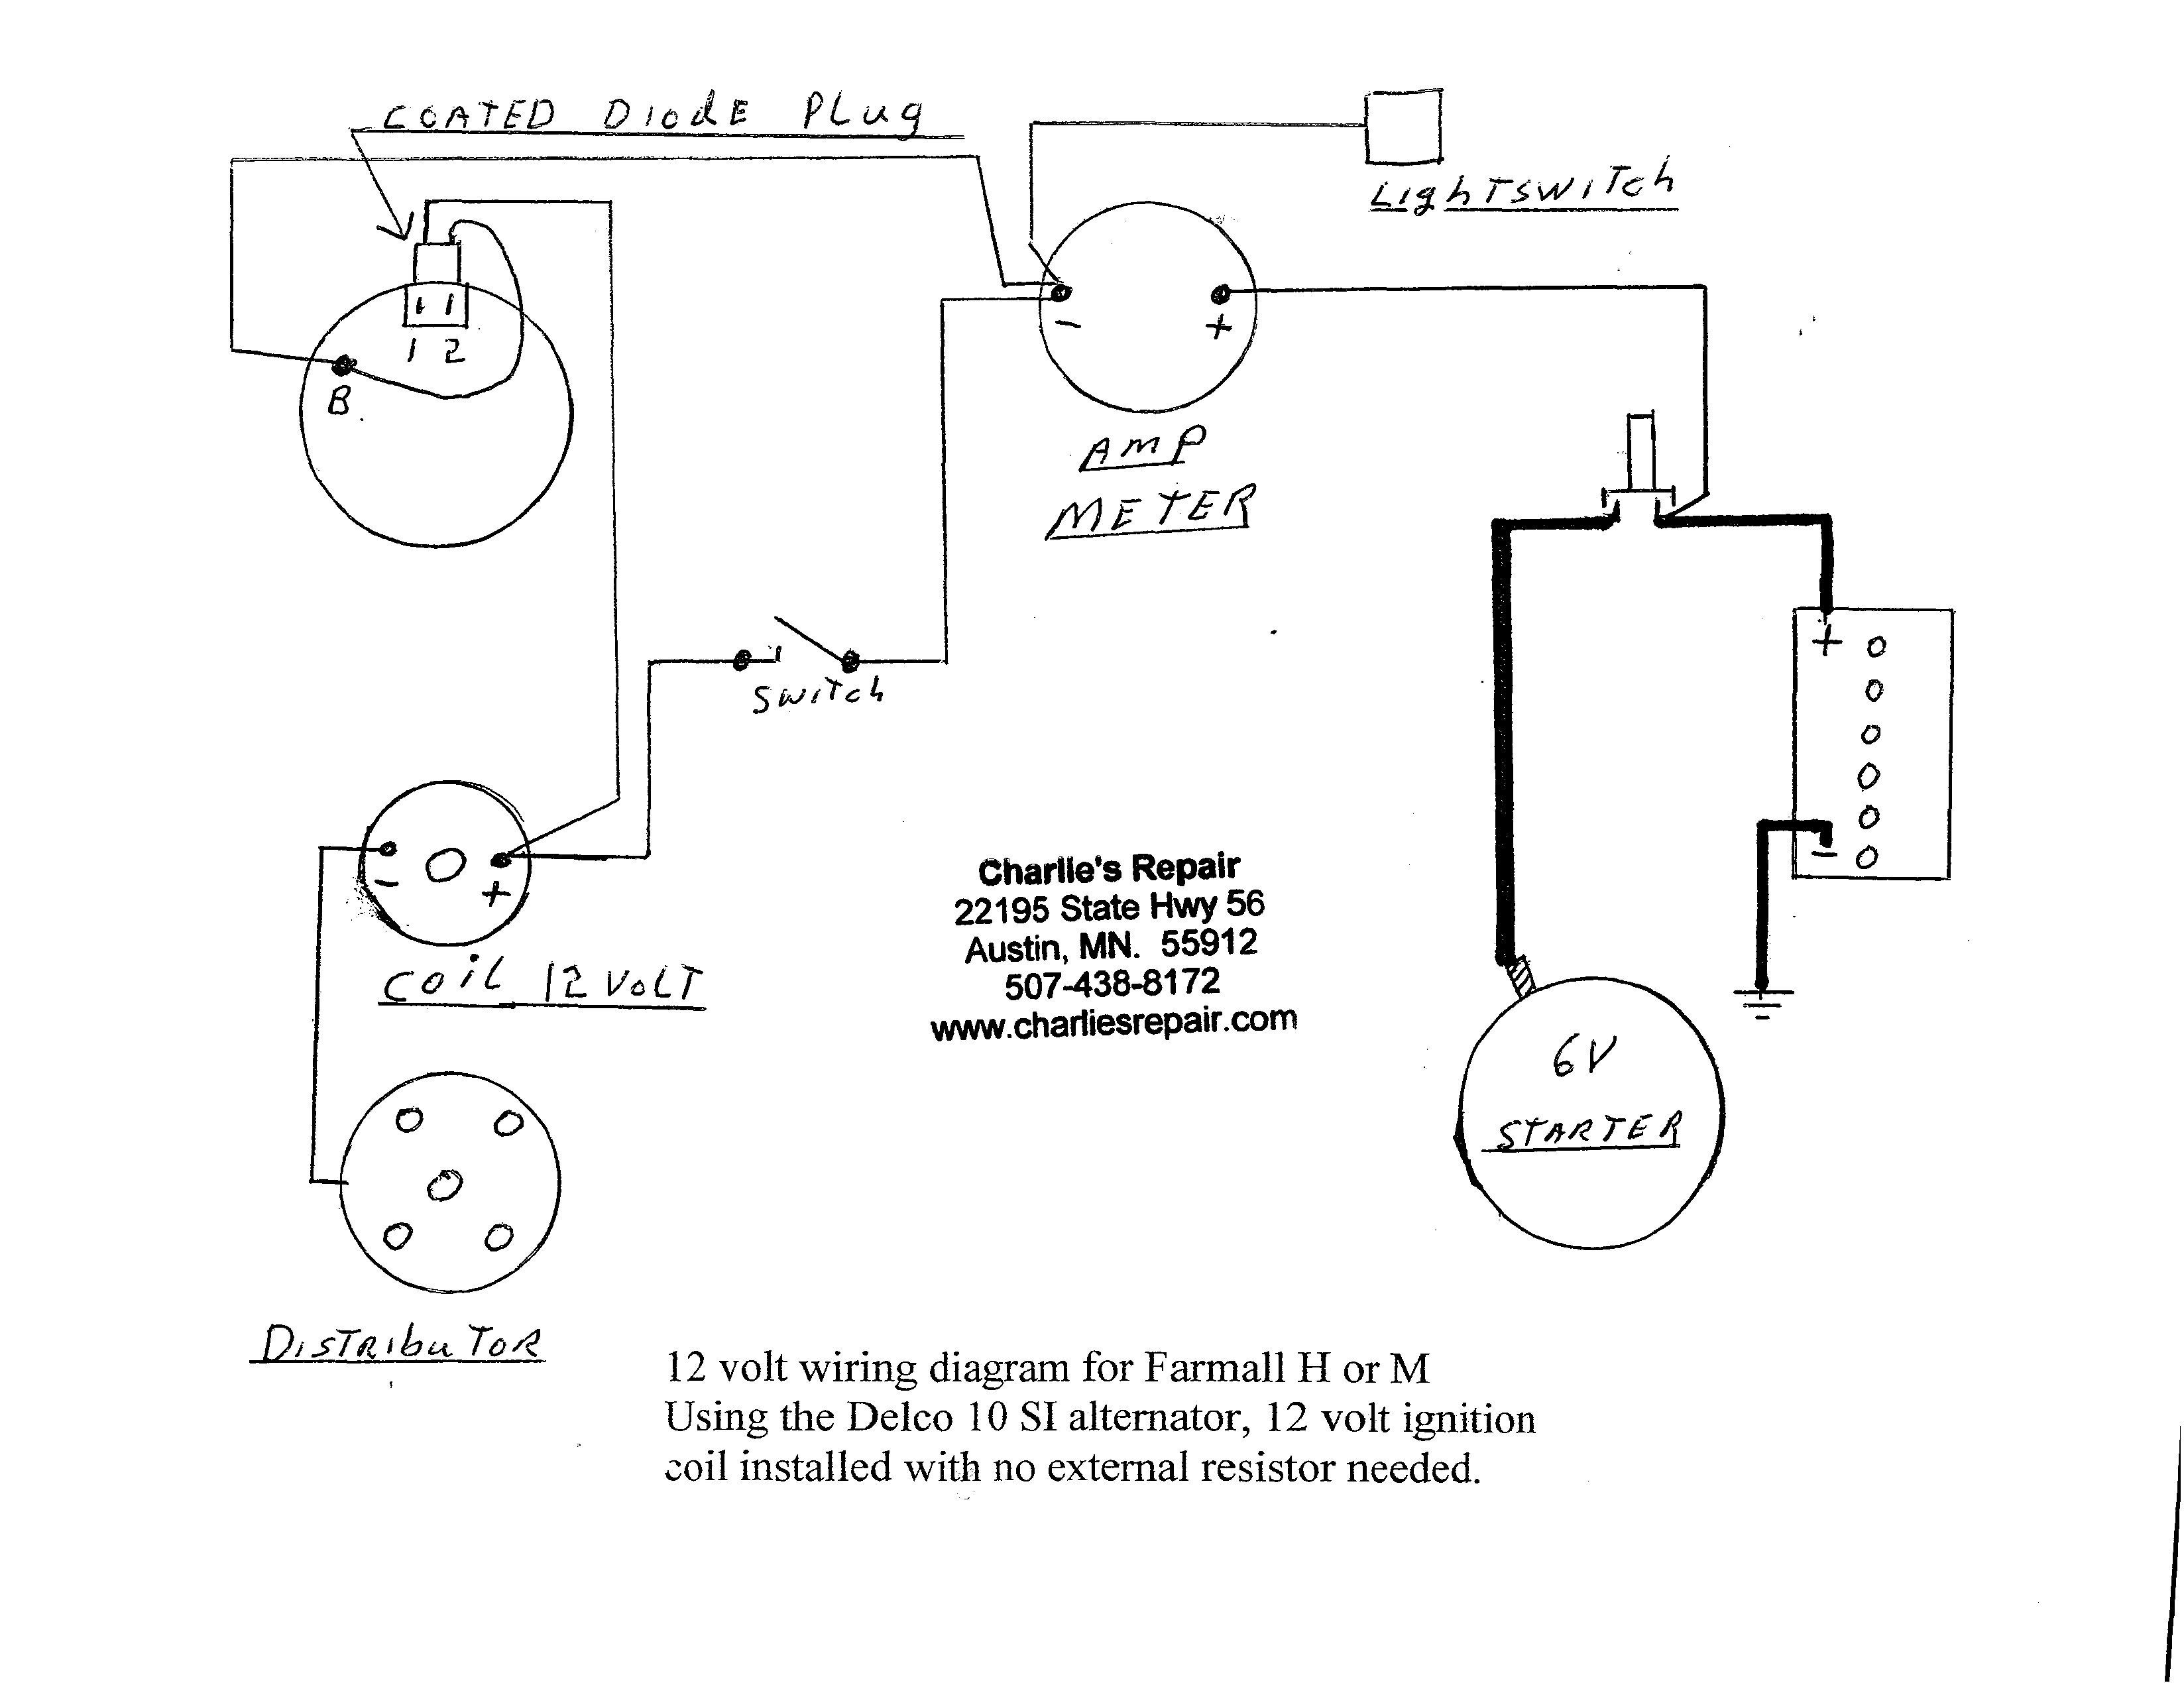 COATED DIODE PLUG
LIGHTSWITCH
1 2
B
- +
AMP
METER
SWITCH
+
-
- +
COIL 12 VOLT
Charlie's Repair
22195 State Hwy 56
Austin, MN. 55912
507-438-8172
www.charliesrepair.com
6V
STARTER
DISTRIBUTOR
12 volt wiring diagram for Farmall H or M
Using the Delco 10 SI alternator, 12 volt ignition
coil installed with no external resistor needed.